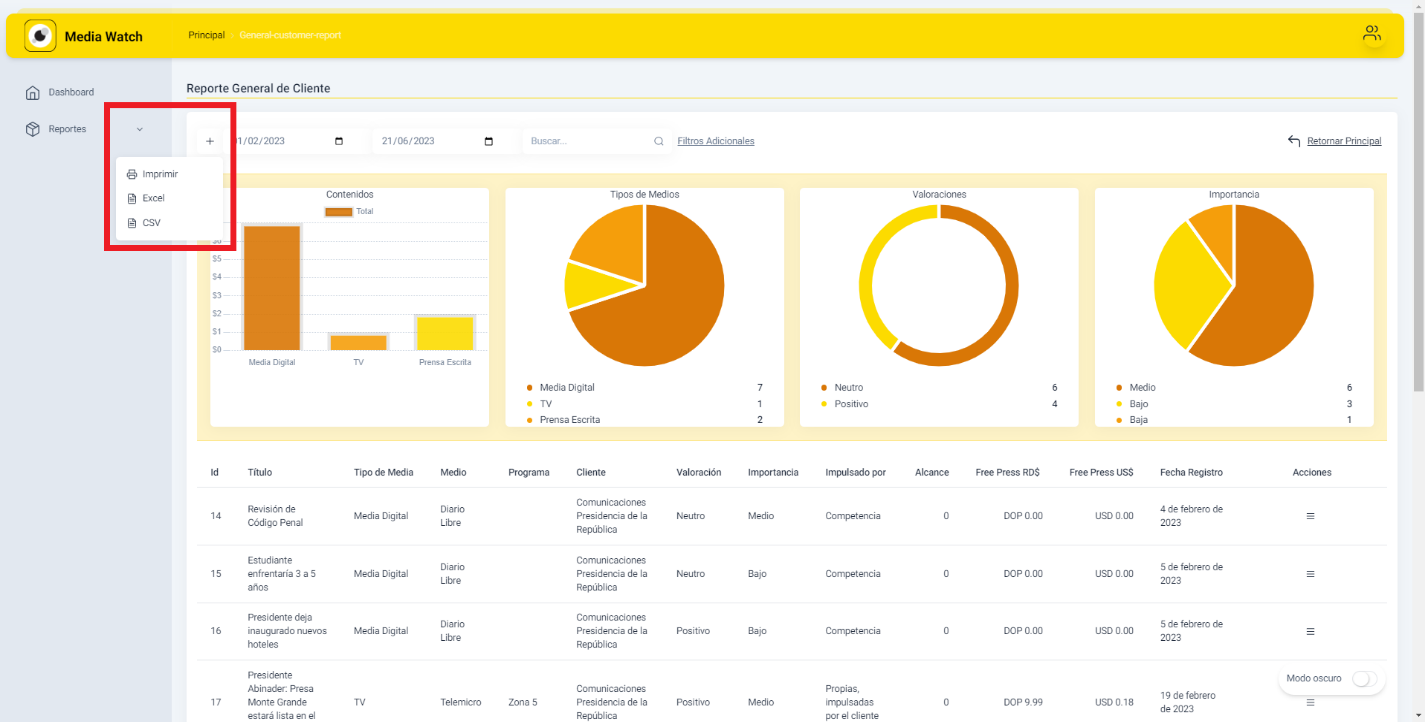 Media Watch
Principal
General-customer-report
Dashboard
Reportes
Reporte General de Cliente
+
01/02/2023
21/06/2023
Buscar...
Filtros Adicionales
Retornar Principal
Imprimir
Excel
CSV
Contenidos
Total
$5
$4
$3
$2
$1
$0
Media Digital
TV
Prensa Escrita
Tipos de Medios
Media Digital 7
TV 1
Prensa Escrita 2
Valoraciones
Neutro 6
Positivo 4
Importancia
Medio 6
Bajo 3
Baja 1
Id Título Tipo de Media Medio Programa Cliente Valoración Importancia Impulsado por Alcance Free Press RD$ Free Press US$ Fecha Registro Acciones
14
Revisión de
Código Penal
Media Digital
Diario
Libre
Comunicaciones
Presidencia de la
República
Neutro
Medio
Competencia
0
DOP 0.00
USD 0.00
4 de febrero de
2023
15
Estudiante
enfrentaría 3 a 5
años
Media Digital
Diario
Libre
Comunicaciones
Presidencia de la
República
Neutro
Bajo
Competencia
0
DOP 0.00
USD 0.00
5 de febrero de
2023
16
Presidente deja
inaugurado nuevos
hoteles
Media Digital
Diario
Libre
Comunicaciones
Presidencia de la
República
Positivo
Bajo
Competencia
0
DOP 0.00
USD 0.00
5 de febrero de
2023
17
Presidente
Abinader: Presa
Monte Grande
estará lista en el
TV
Telemicro
Zona 5
Comunicaciones
Presidencia de la
República
Positivo
Medio
Propias,
impulsadas
por el cliente
0
DOP 9.99
USD 0.18
19 de febrero
de 2023
Modo oscuro